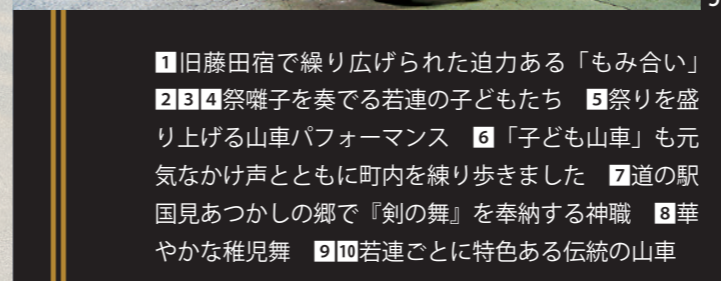 1旧藤田宿で繰り広げられた迫力ある「もみ合い」
2 3 4祭囃子を奏でる若連の子どもたち　5祭りを盛
り上げる山車パフォーマンス　6「子ども山車」も元
気なかけ声とともに町内を練り歩きました　7道の駅
国見あつかしの郷で『剣の舞』を奉納する神職　8華
やかな稚児舞　9 10若連ごとに特色ある伝統の山車